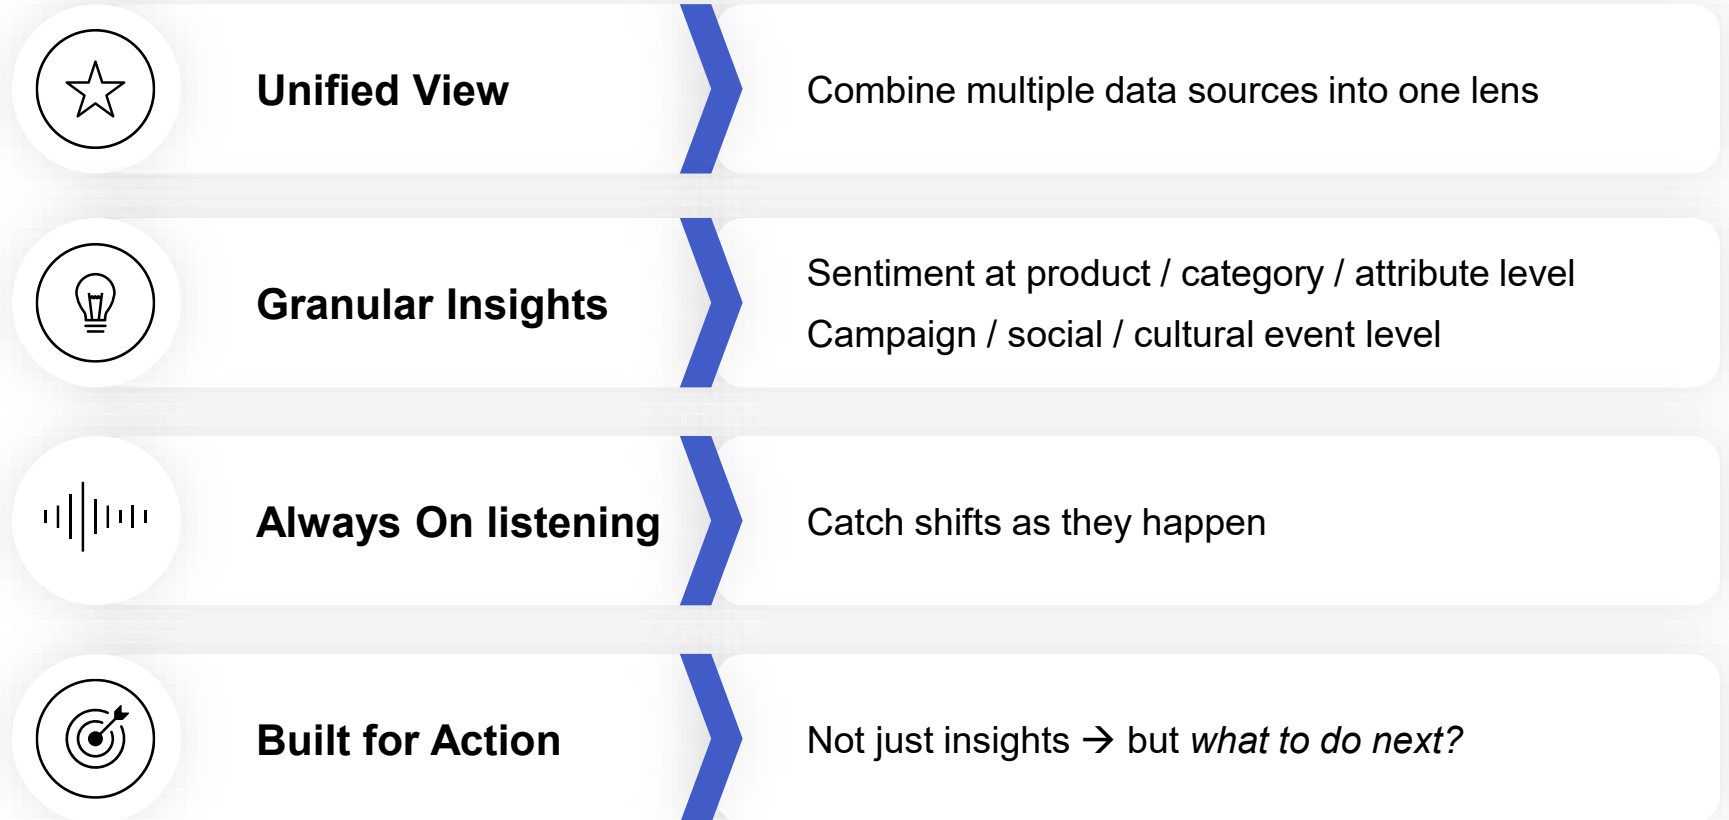 Unified View
Combine multiple data sources into one lens
Granular Insights
Sentiment at product / category / attribute level
Campaign / social / cultural event level
Always On listening
Catch shifts as they happen
Built for Action
Not just insights → but what to do next?